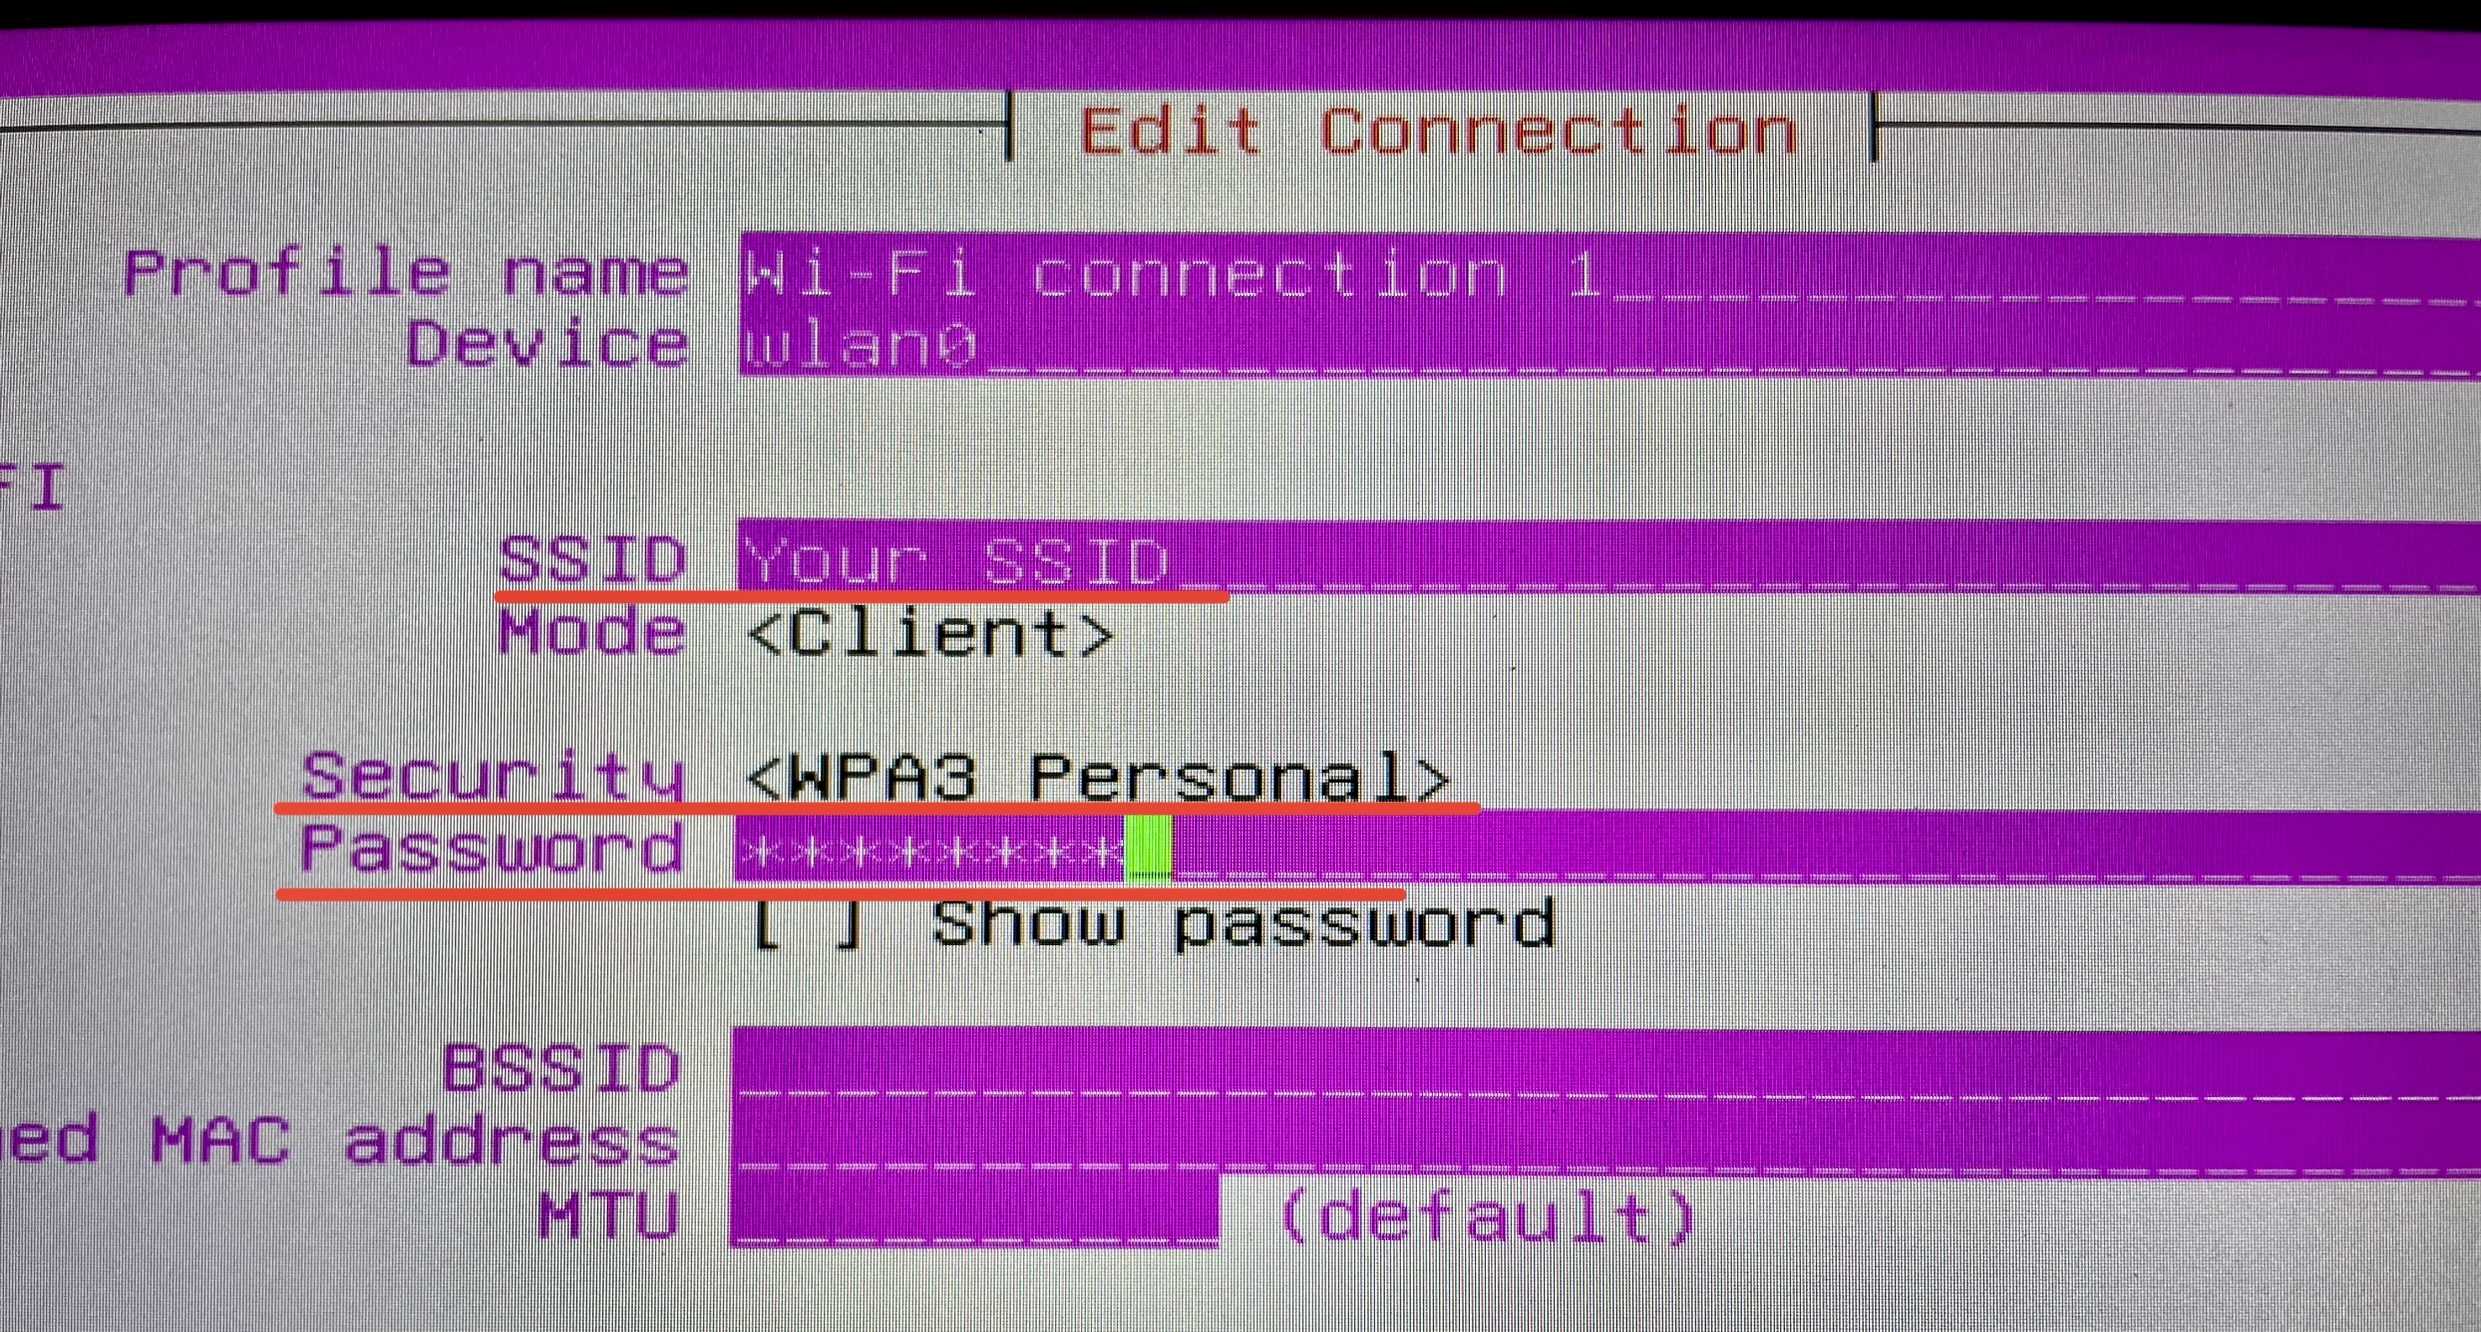 Edit Connection
Profile name Wi-Fi connection 1
Device wlan0
FI
SSID Your SSID
Mode <Client>
Security <WPA3 Personal>
Password ********
[ ] Show password
BSSID
ed MAC address
MTU (default)